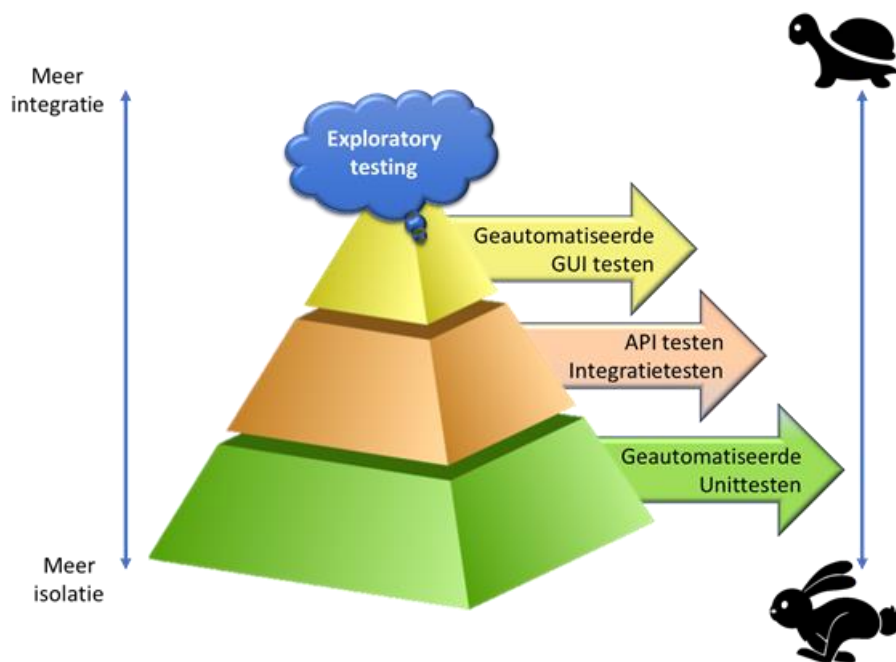 Meer
integratie
Exploratory
testing
Geautomatiseerde
GUI testen
API testen
Integratietesten
Geautomatiseerde
Unittesten
Meer
isolatie